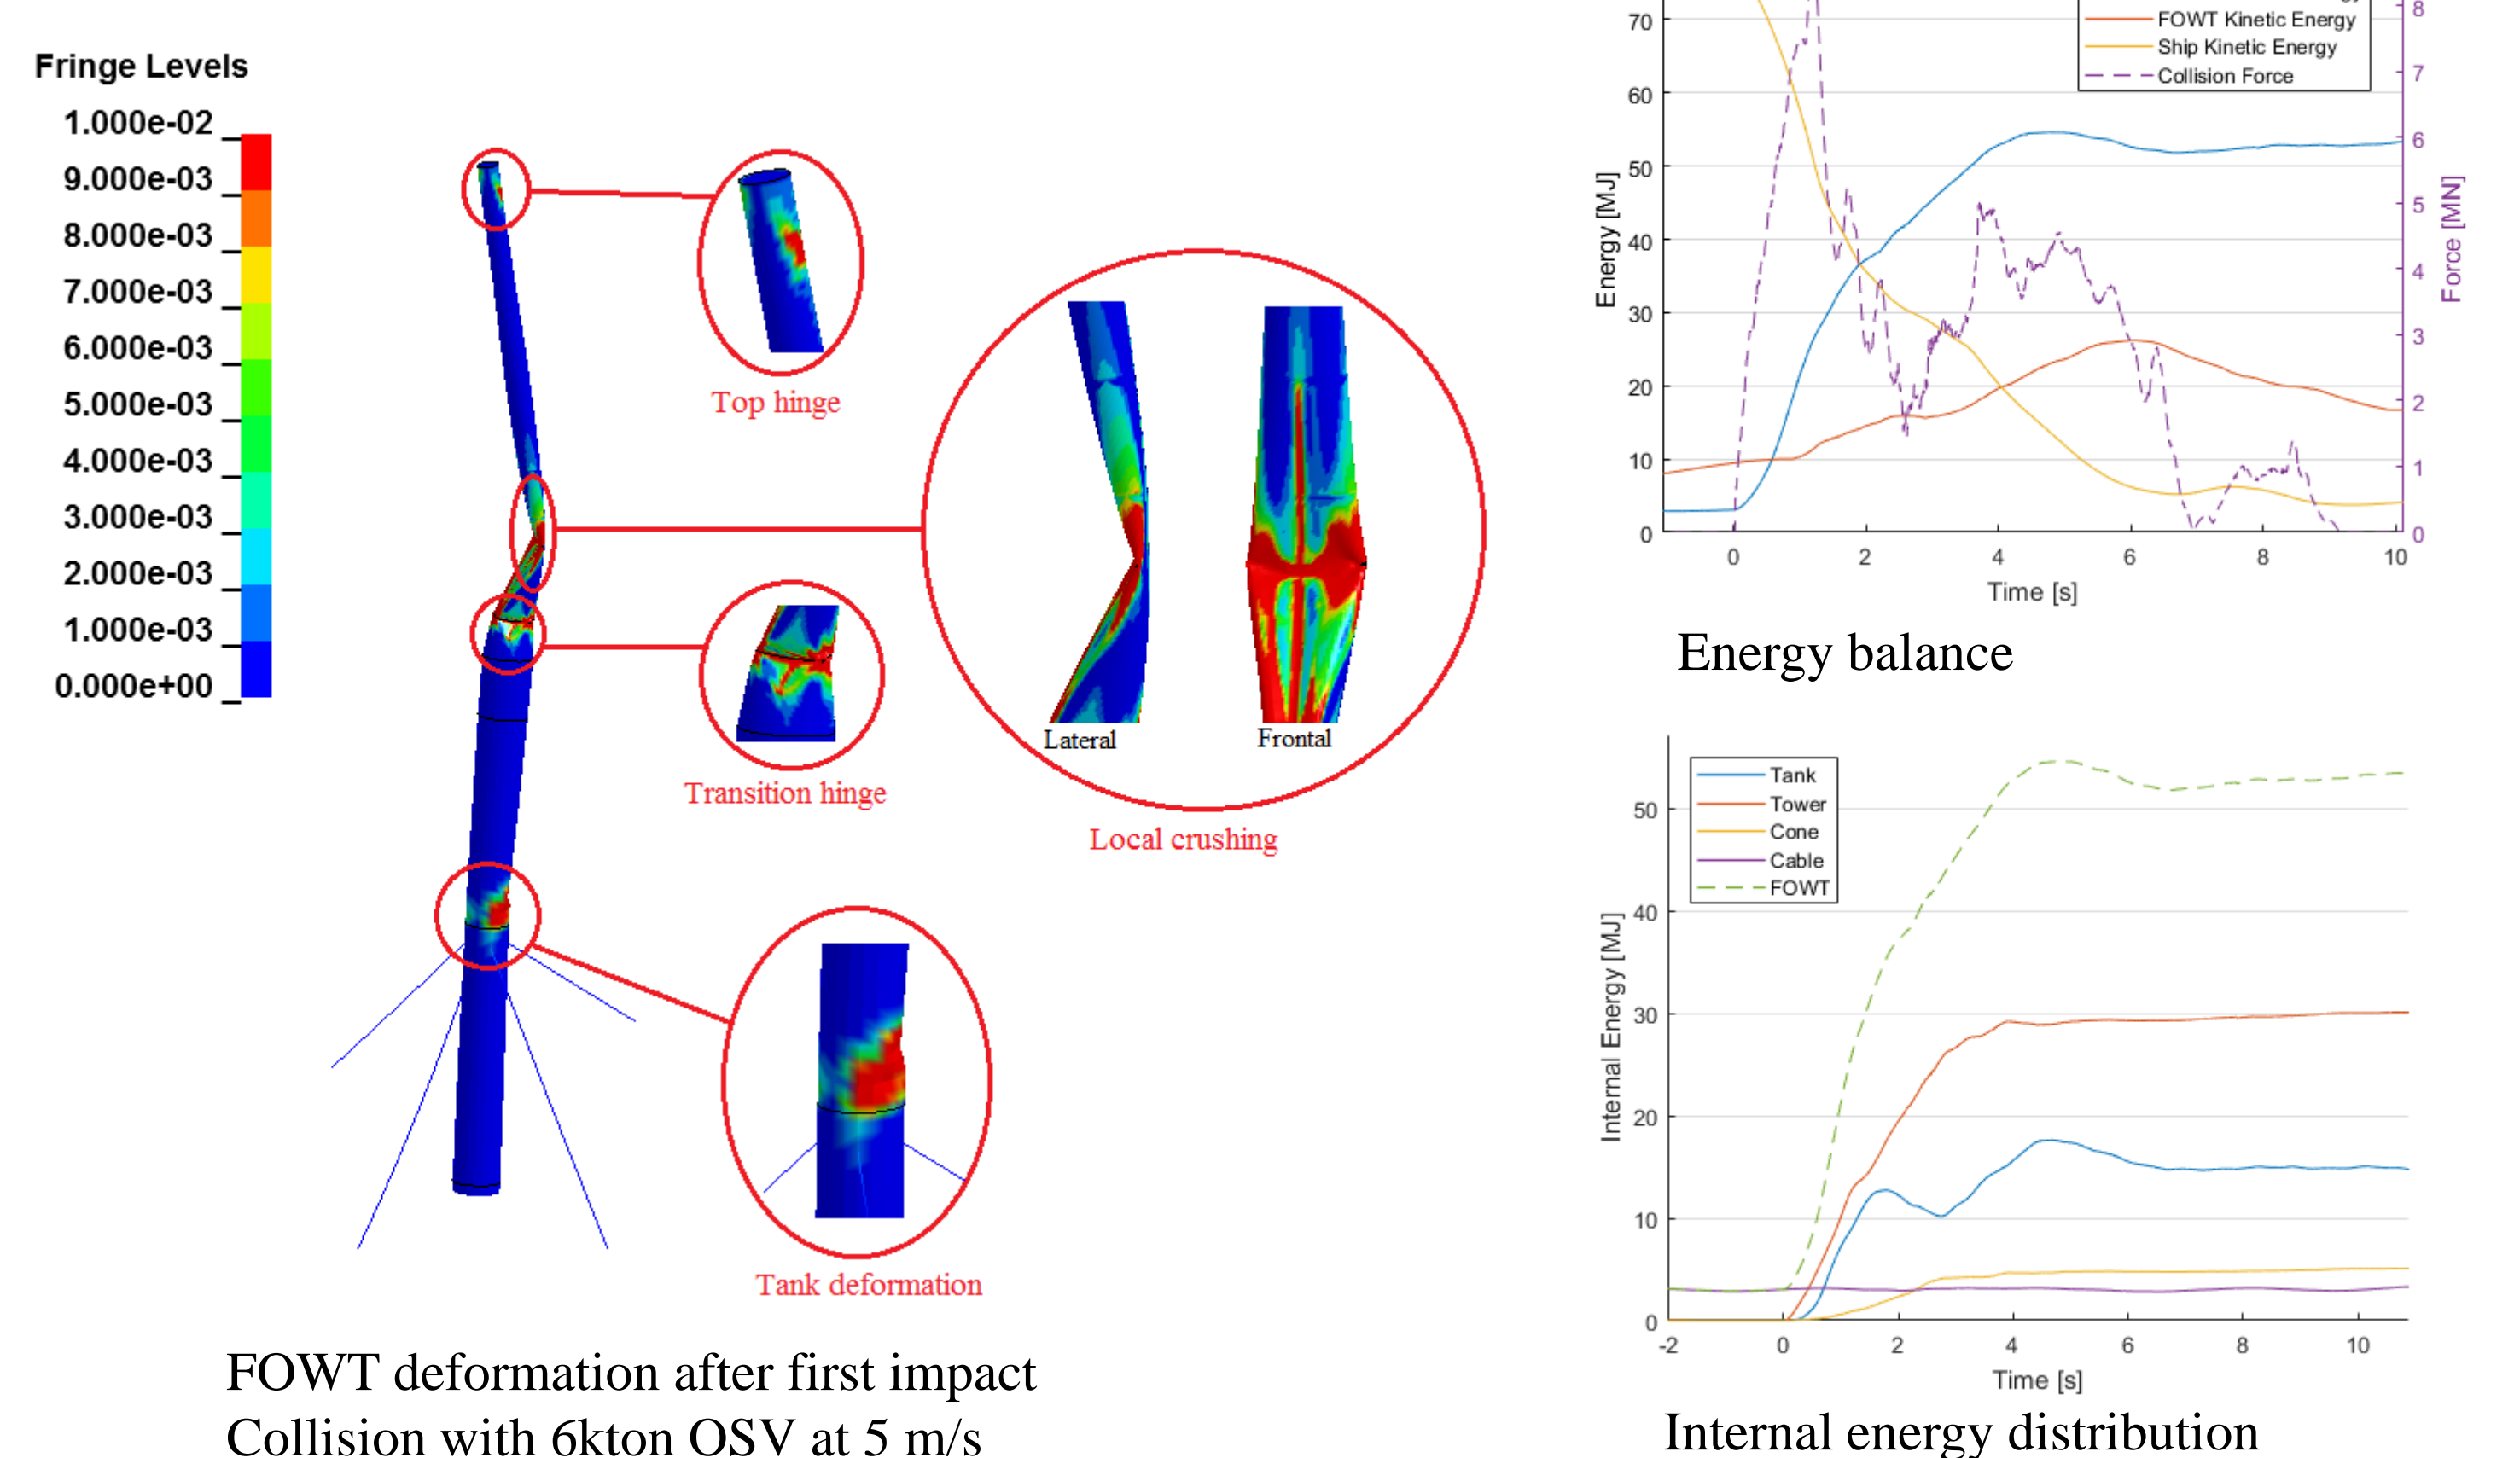 Fringe Levels
1.000e-02
9.000e-03
8.000e-03
7.000e-03
6.000e-03
5.000e-03
4.000e-03
3.000e-03
2.000e-03
1.000e-03
0.000e+00
Top hinge
Transition hinge
Lateral
Frontal
Local crushing
Tank deformation
FOWT deformation after first impact
Collision with 6kton OSV at 5 m/s
FOWT Kinetic Energy
Ship Kinetic Energy
Collision Force
Energy [MJ]
70
60
50
40
30
20
10
0
Force [MN]
8
7
6
5
4
3
2
1
0
0 2 4 6 8 10
Time [s]
Energy balance
Tank
Tower
Cone
Cable
FOWT
Internal Energy [MJ]
50
40
30
20
10
0
-2 0 2 4 6 8 10
Time [s]
Internal energy distribution